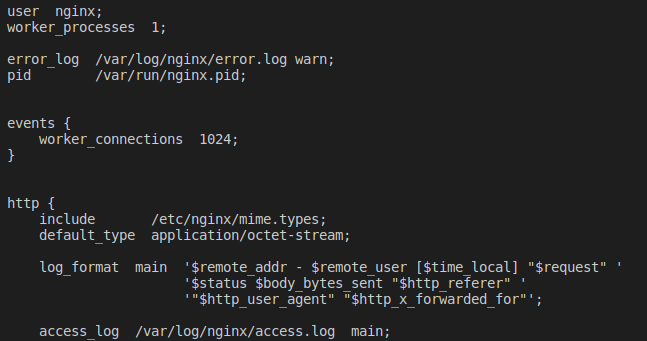 user  nginx;
worker_processes  1;

error_log  /var/log/nginx/error.log warn;
pid        /var/run/nginx.pid;


events {
    worker_connections  1024;
}


http {
    include       /etc/nginx/mime.types;
    default_type  application/octet-stream;

    log_format  main  '$remote_addr - $remote_user [$time_local] "$request" '
                      '$status $body_bytes_sent "$http_referer" '
                      '"$http_user_agent" "$http_x_forwarded_for"';

    access_log  /var/log/nginx/access.log  main;